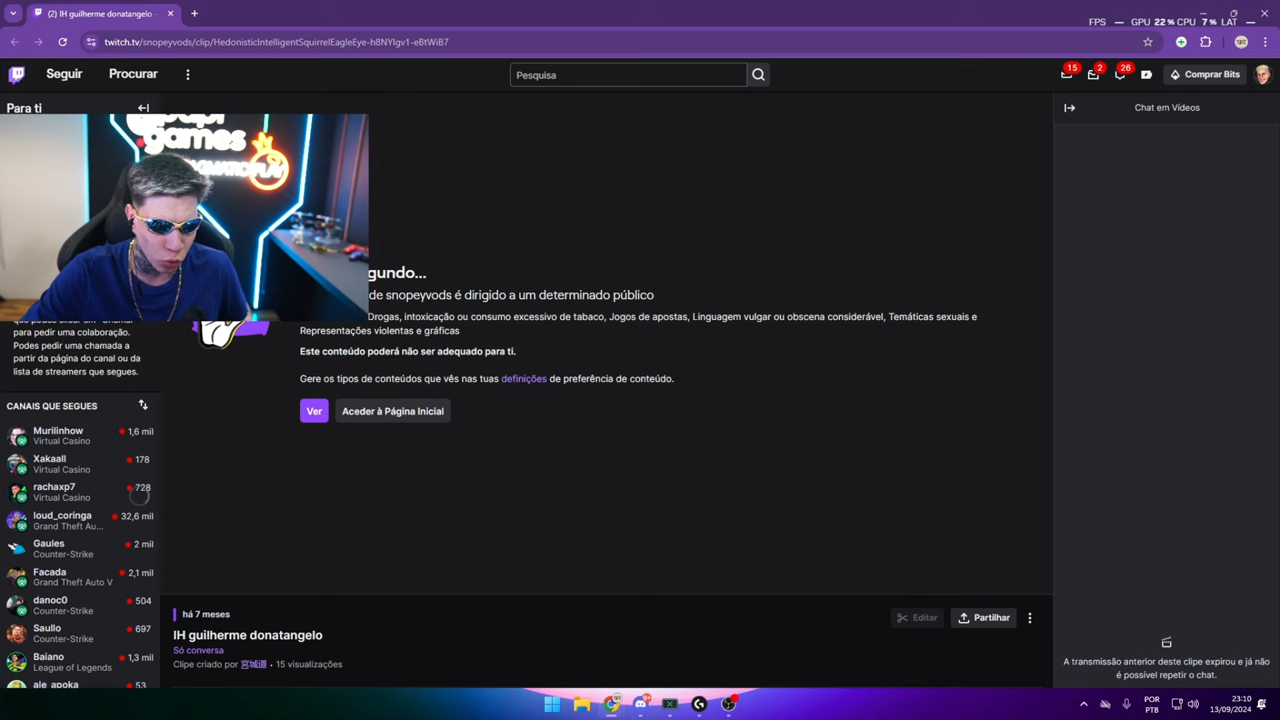 (2) IH guilherme donatangelo -
FPS — GPU 22 % CPU 7 % LAT —
twitch.tv/snopeyvods/clip/HedonisticIntelligentSquirrelEagleEye-h8NYIgv1-eBtWiB7
Seguir
Procurar
Pesquisa
15
2
26
Comprar Bits
Para ti
Chat em Vídeos
games
gundo...
de snopeyvods é dirigido a um determinado público
Drogas, intoxicação ou consumo excessivo de tabaco, Jogos de apostas, Linguagem vulgar ou obscena considerável, Temáticas sexuais e
Representações violentas e gráficas
Este conteúdo poderá não ser adequado para ti.
Gere os tipos de conteúdos que vês nas tuas definições de preferência de conteúdo.
Ver
Aceder à Página Inicial
para pedir uma colaboração.
Podes pedir uma chamada a
partir da página do canal ou da
lista de streamers que segues.
CANAIS QUE SEGUES
Murilinhow 1,6 mil
Virtual Casino
Xakaall 178
Virtual Casino
rachaxp7 728
Virtual Casino
loud_coringa 32,6 mil
Grand Theft Au...
Gaules 2 mil
Counter-Strike
Facada 2,1 mil
Grand Theft Auto V
danoc0 504
Counter-Strike
Saullo 697
Counter-Strike
Baiano 1,3 mil
League of Legends
ale_apoka 53
há 7 meses
IH guilherme donatangelo
Só conversa
Clipe criado por 宮城道 • 15 visualizações
Editar
Partilhar
A transmissão anterior deste clipe expirou e já não
é possível repetir o chat.
POR
PTB
23:10
13/09/2024